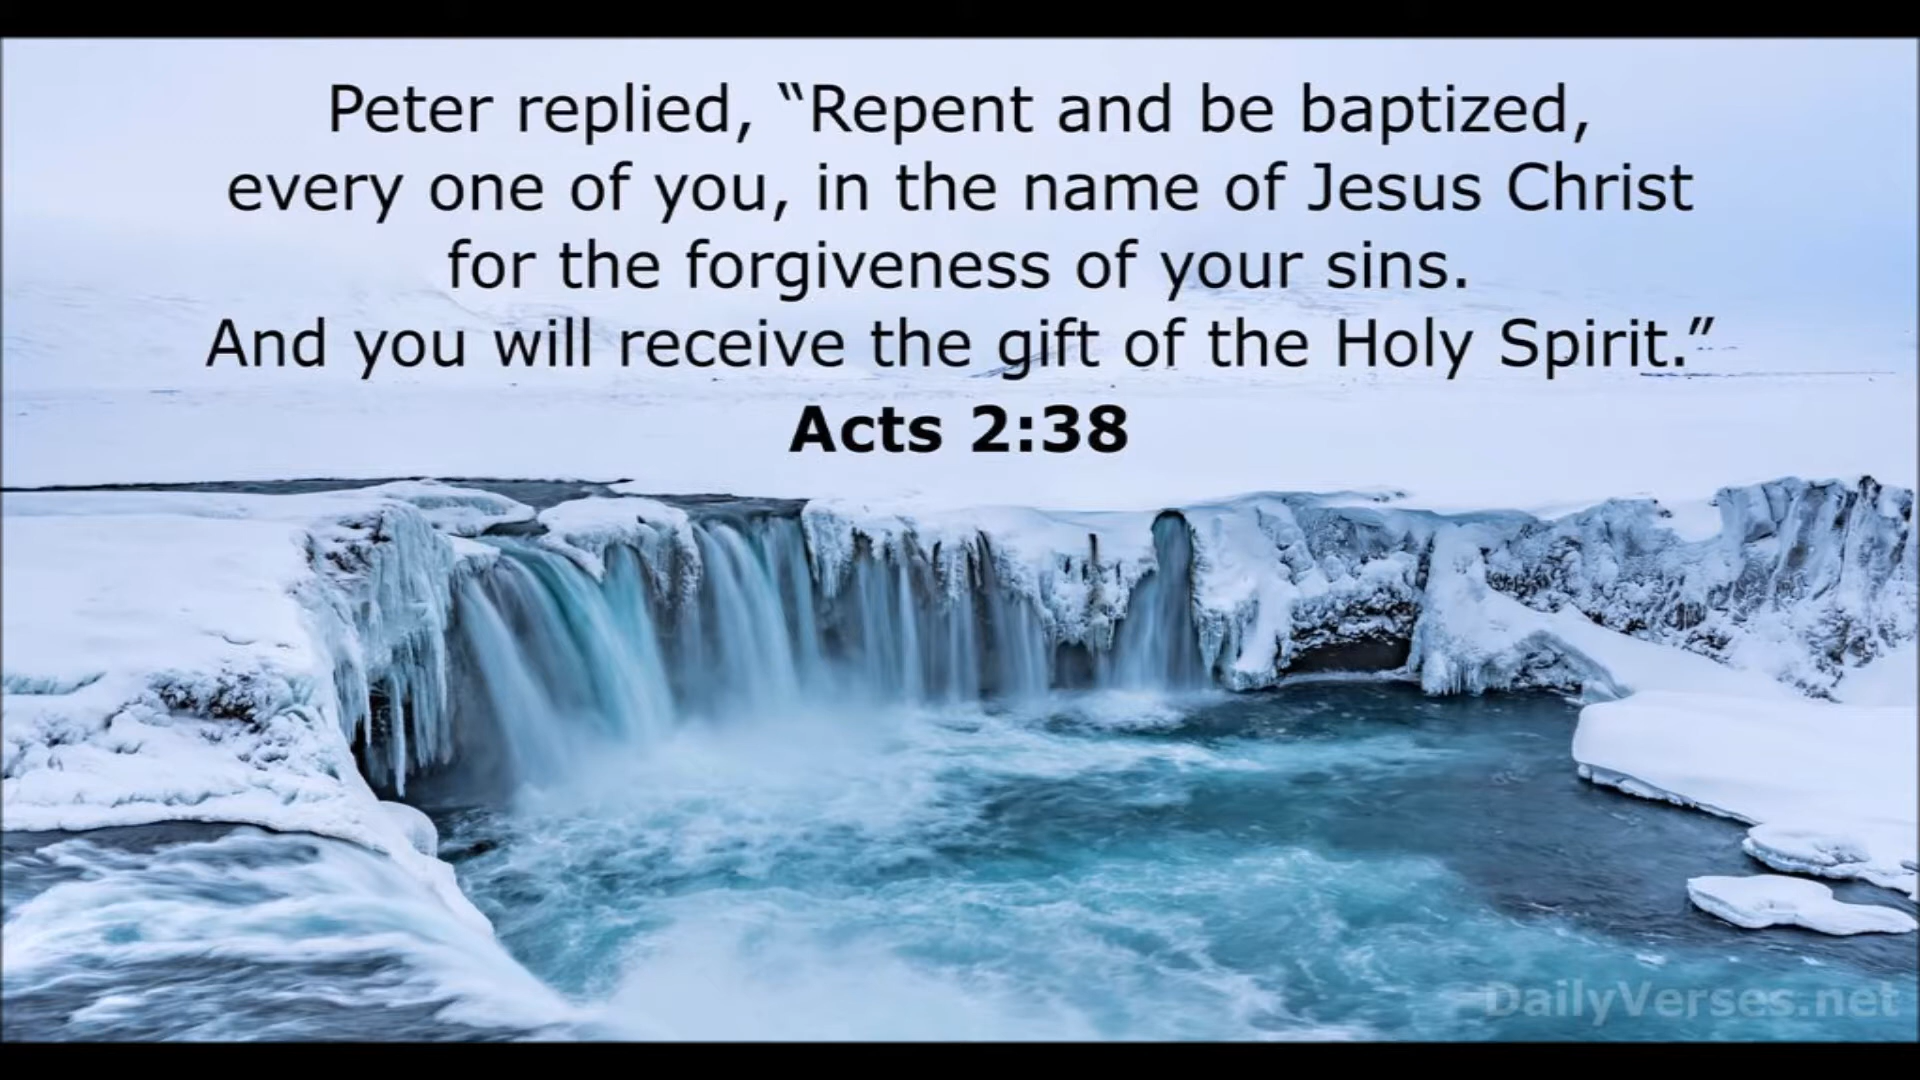 Peter replied, “Repent and be baptized,
every one of you, in the name of Jesus Christ
for the forgiveness of your sins.
And you will receive the gift of the Holy Spirit.”
Acts 2:38
DailyVerses.net